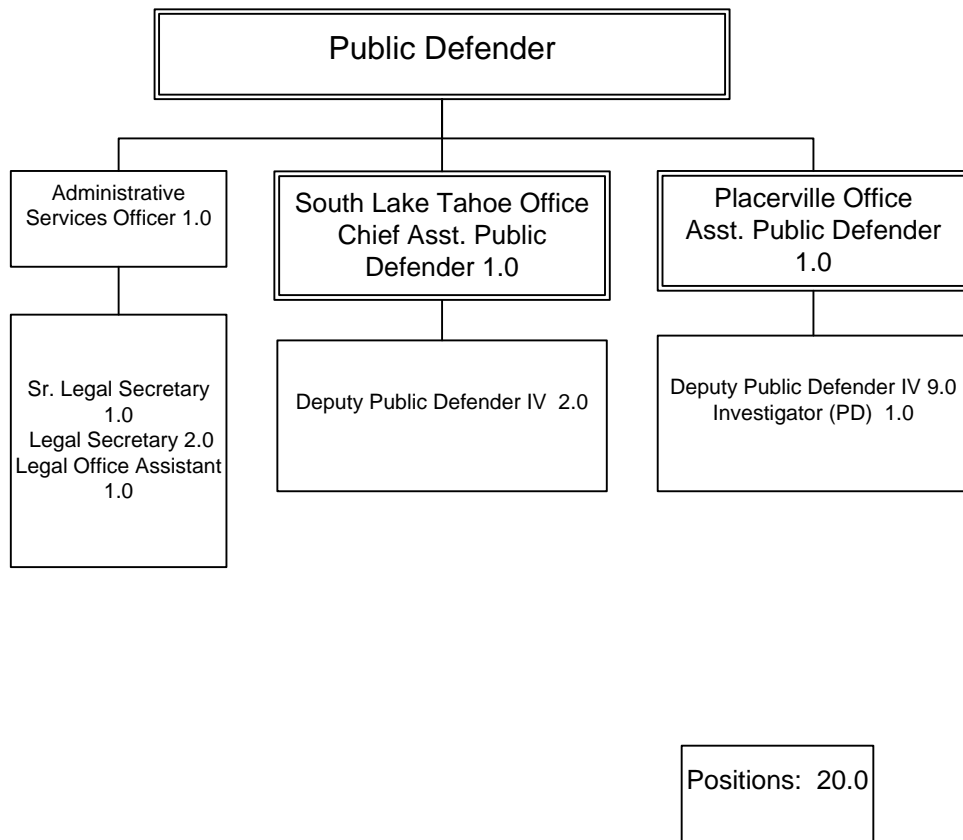 Public Defender
Administrative
Services Officer 1.0
South Lake Tahoe Office
Chief Asst. Public
Defender 1.0
Placerville Office
Asst. Public Defender
1.0
Sr. Legal Secretary
1.0
Legal Secretary 2.0
Legal Office Assistant
1.0
Deputy Public Defender IV 2.0
Deputy Public Defender IV 9.0
Investigator (PD) 1.0
Positions: 20.0